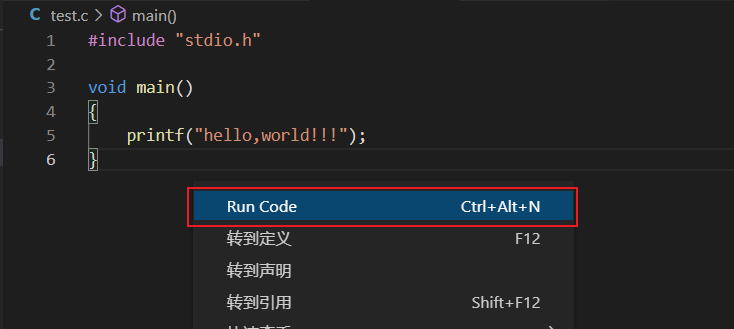 C test.c > main()
1 #include "stdio.h"
2
3 void main()
4 {
5 printf("hello,world!!!");
6 }
Run Code Ctrl+Alt+N
转到定义 F12
转到声明
转到引用 Shift+F12